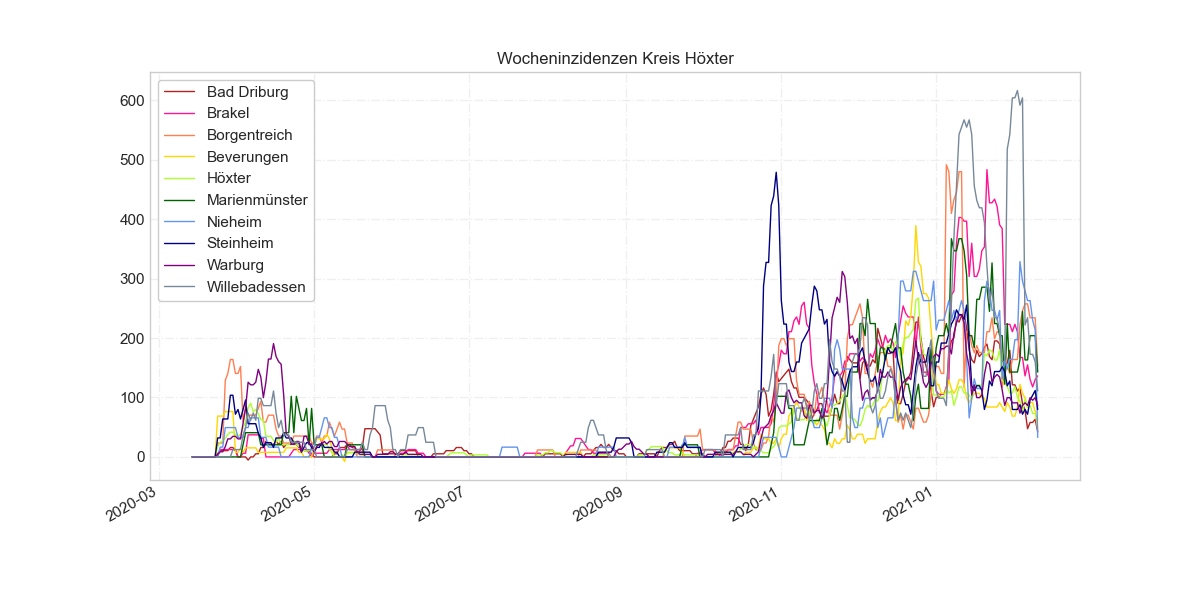 Wocheninzidenzen Kreis Höxter
Bad Driburg
Brakel
Borgentreich
Beverungen
Höxter
Marienmünster
Nieheim
Steinheim
Warburg
Willebadessen
600
500
400
300
200
100
0
2020-03
2020-05
2020-07
2020-09
2020-11
2021-01